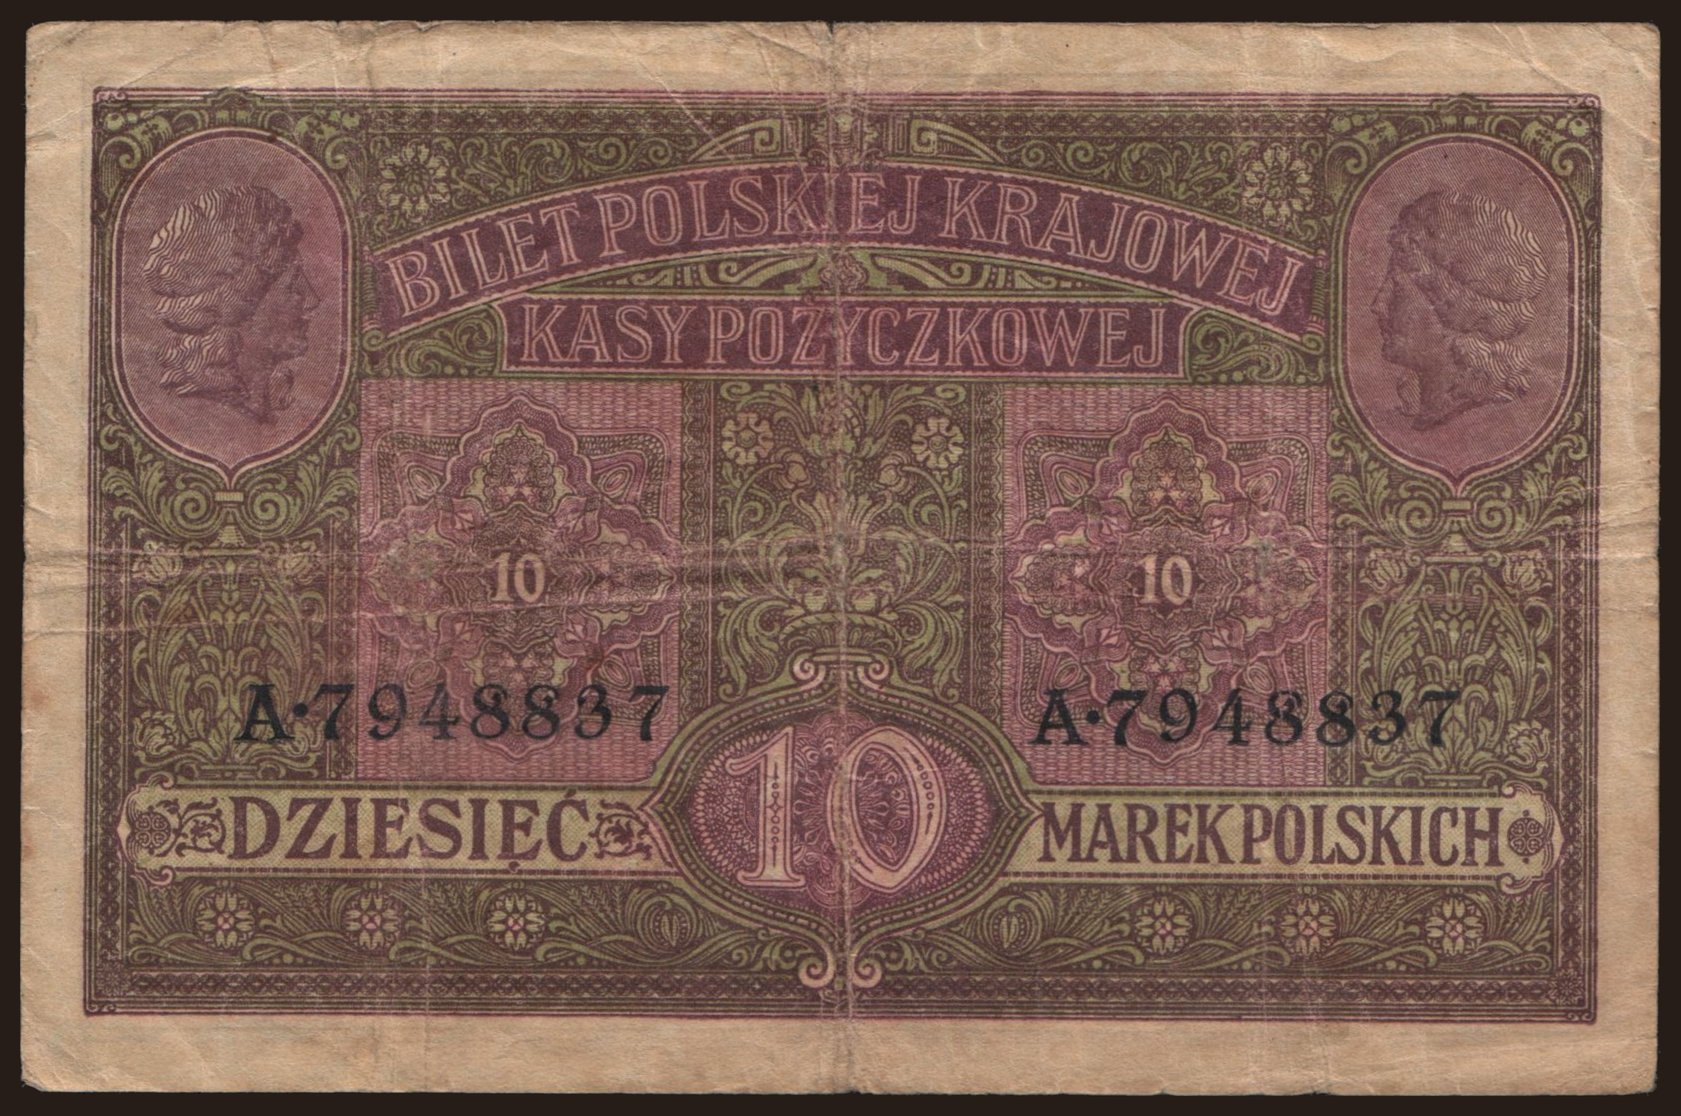 BILET POLSKIEJ KRAJOWEJ
KASY POŻYCZKOWEJ
10 10
A·7948837 A·7948837
DZIESIĘĆ 10 MAREK POLSKICH